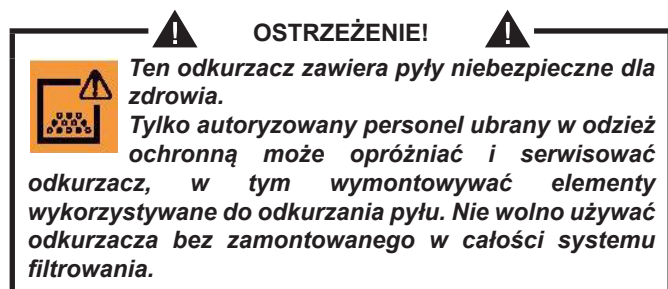 OSTRZEŻENIE!
Ten odkurzacz zawiera pyły niebezpieczne dla
zdrowia.
Tylko autoryzowany personel ubrany w odzież
ochronną może opróżniać i serwisować
odkurzacz, w tym wymontowywać elementy
wykorzystywane do odkurzania pyłu. Nie wolno używać
odkurzacza bez zamontowanego w całości systemu
filtrowania.